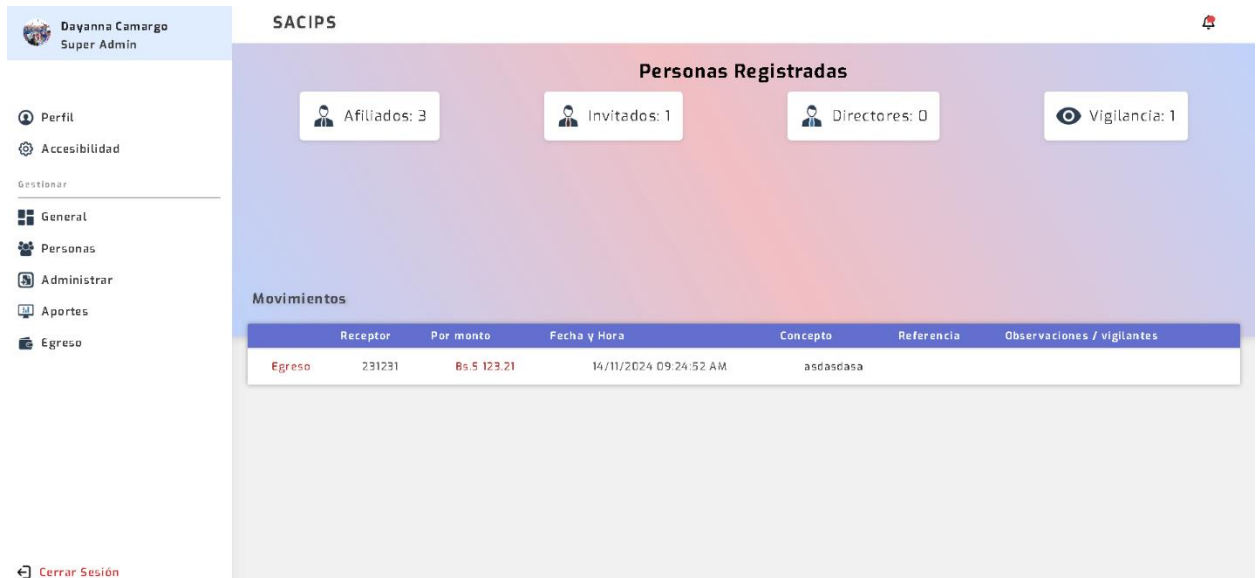 Dayanna Camargo
Super Admin
SACIPS
Perfil
Accesibilidad
Gestionar
General
Personas
Administrar
Aportes
Egreso
Cerrar Sesión
Personas Registradas
Afiliados: 3
Invitados: 1
Directores: 0
Vigilancia: 1
Movimientos
Receptor Por monto Fecha y Hora Concepto Referencia Observaciones / vigilantes
Egreso 231231 Bs.S 123.21 14/11/2024 09:24:52 AM asdasdasa